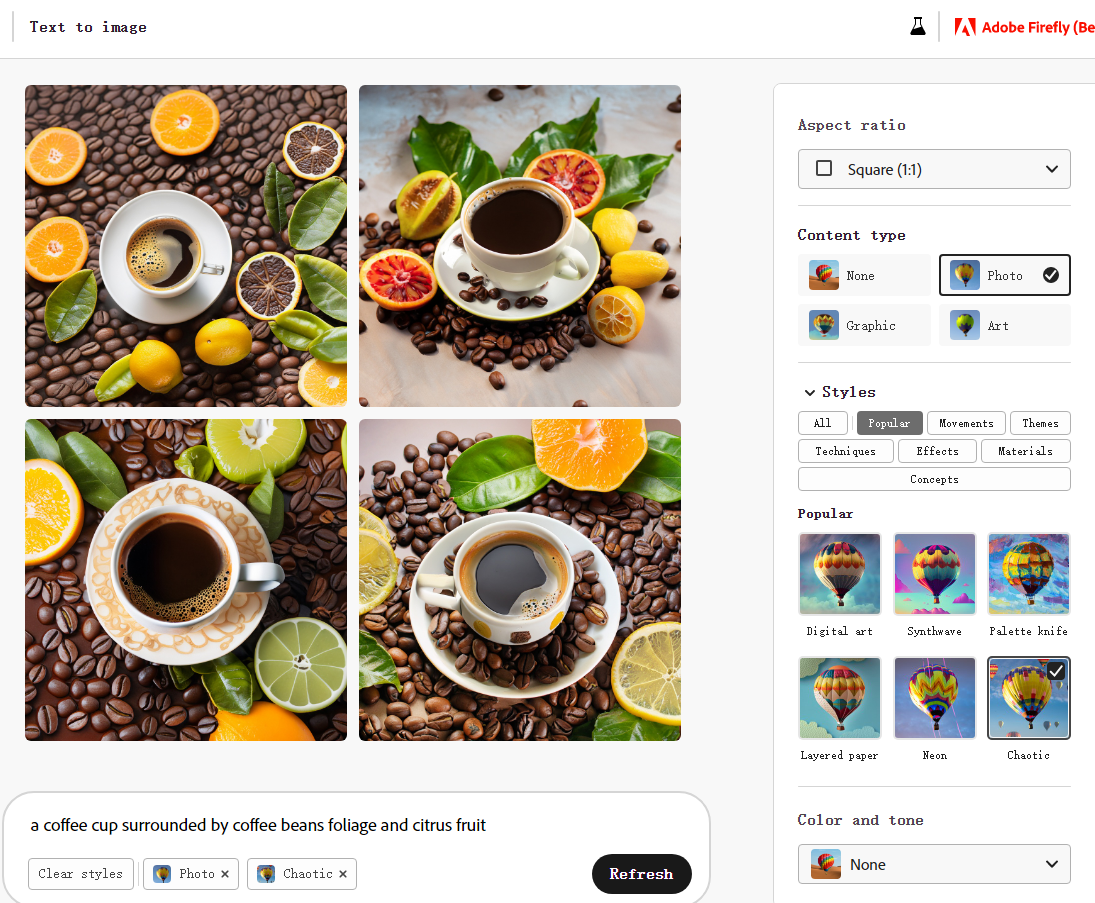 Text to image
Adobe Firefly (Be
Aspect ratio
Square (1:1)
Content type
None
Photo
Graphic
Art
Styles
All
Popular
Movements
Themes
Techniques
Effects
Materials
Concepts
Popular
Digital art
Synthwave
Palette knife
Layered paper
Neon
Chaotic
Color and tone
None
a coffee cup surrounded by coffee beans foliage and citrus fruit
Clear styles
Photo ×
Chaotic ×
Refresh